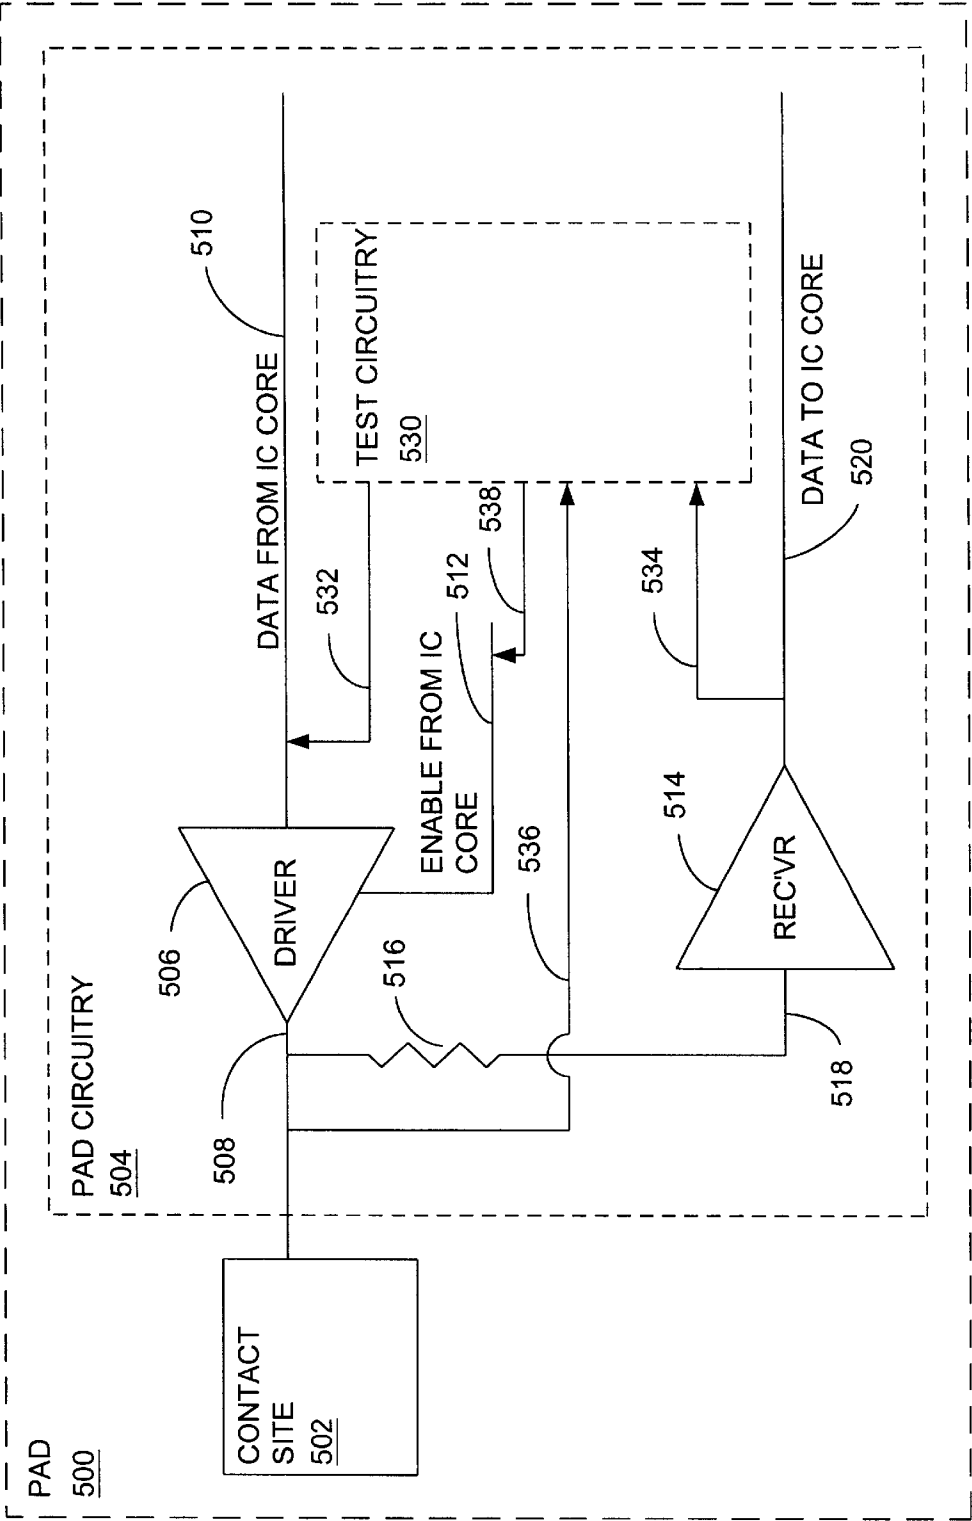 PAD
500
PAD CIRCUITRY
504
CONTACT
SITE
502
508
506
DRIVER
DATA FROM IC CORE
510
532
TEST CIRCUITRY
530
ENABLE FROM IC
CORE
512
538
516
536
534
514
REC'VR
518
DATA TO IC CORE
520